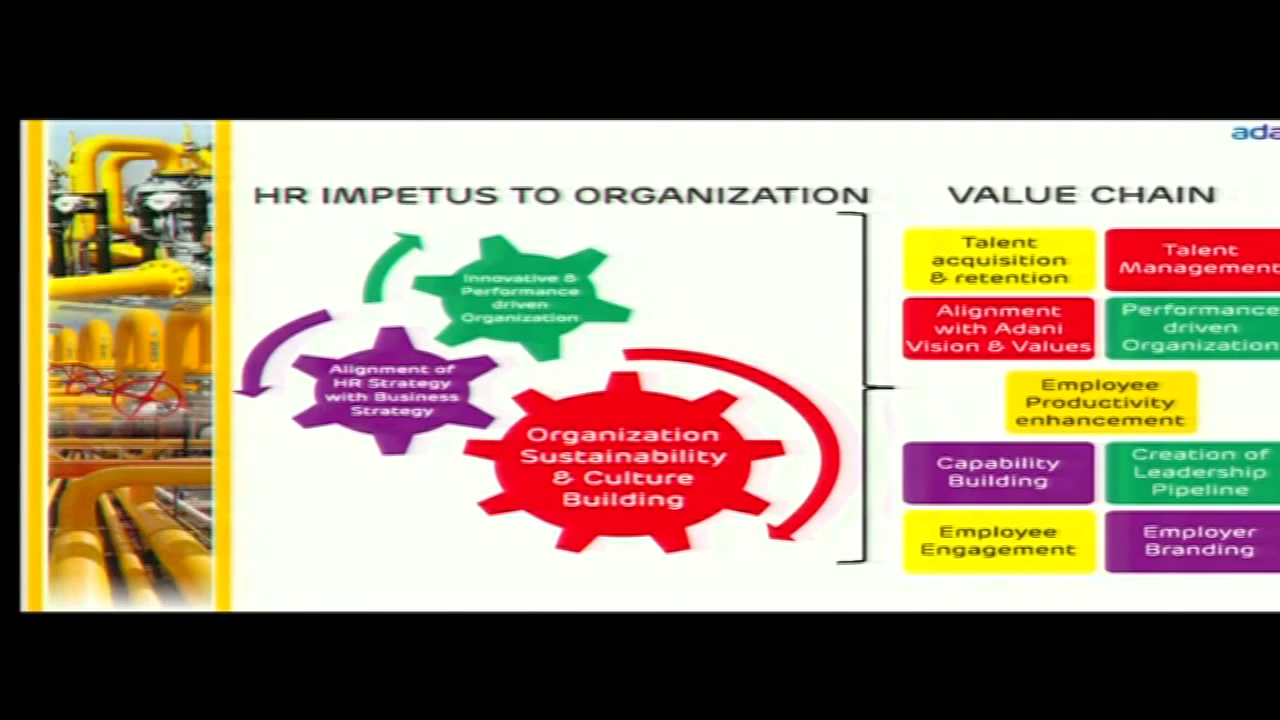 ada
HR IMPETUS TO ORGANIZATION
VALUE CHAIN
Innovative &
Performance
driven
Organization
Alignment of
HR Strategy
with Business
Strategy
Organization
Sustainability
& Culture
Building
Talent
acquisition
& retention
Talent
Management
Alignment
with Adani
Vision & Values
Performance
driven
Organization
Employee
Productivity
enhancement
Capability
Building
Creation of
Leadership
Pipeline
Employee
Engagement
Employer
Branding